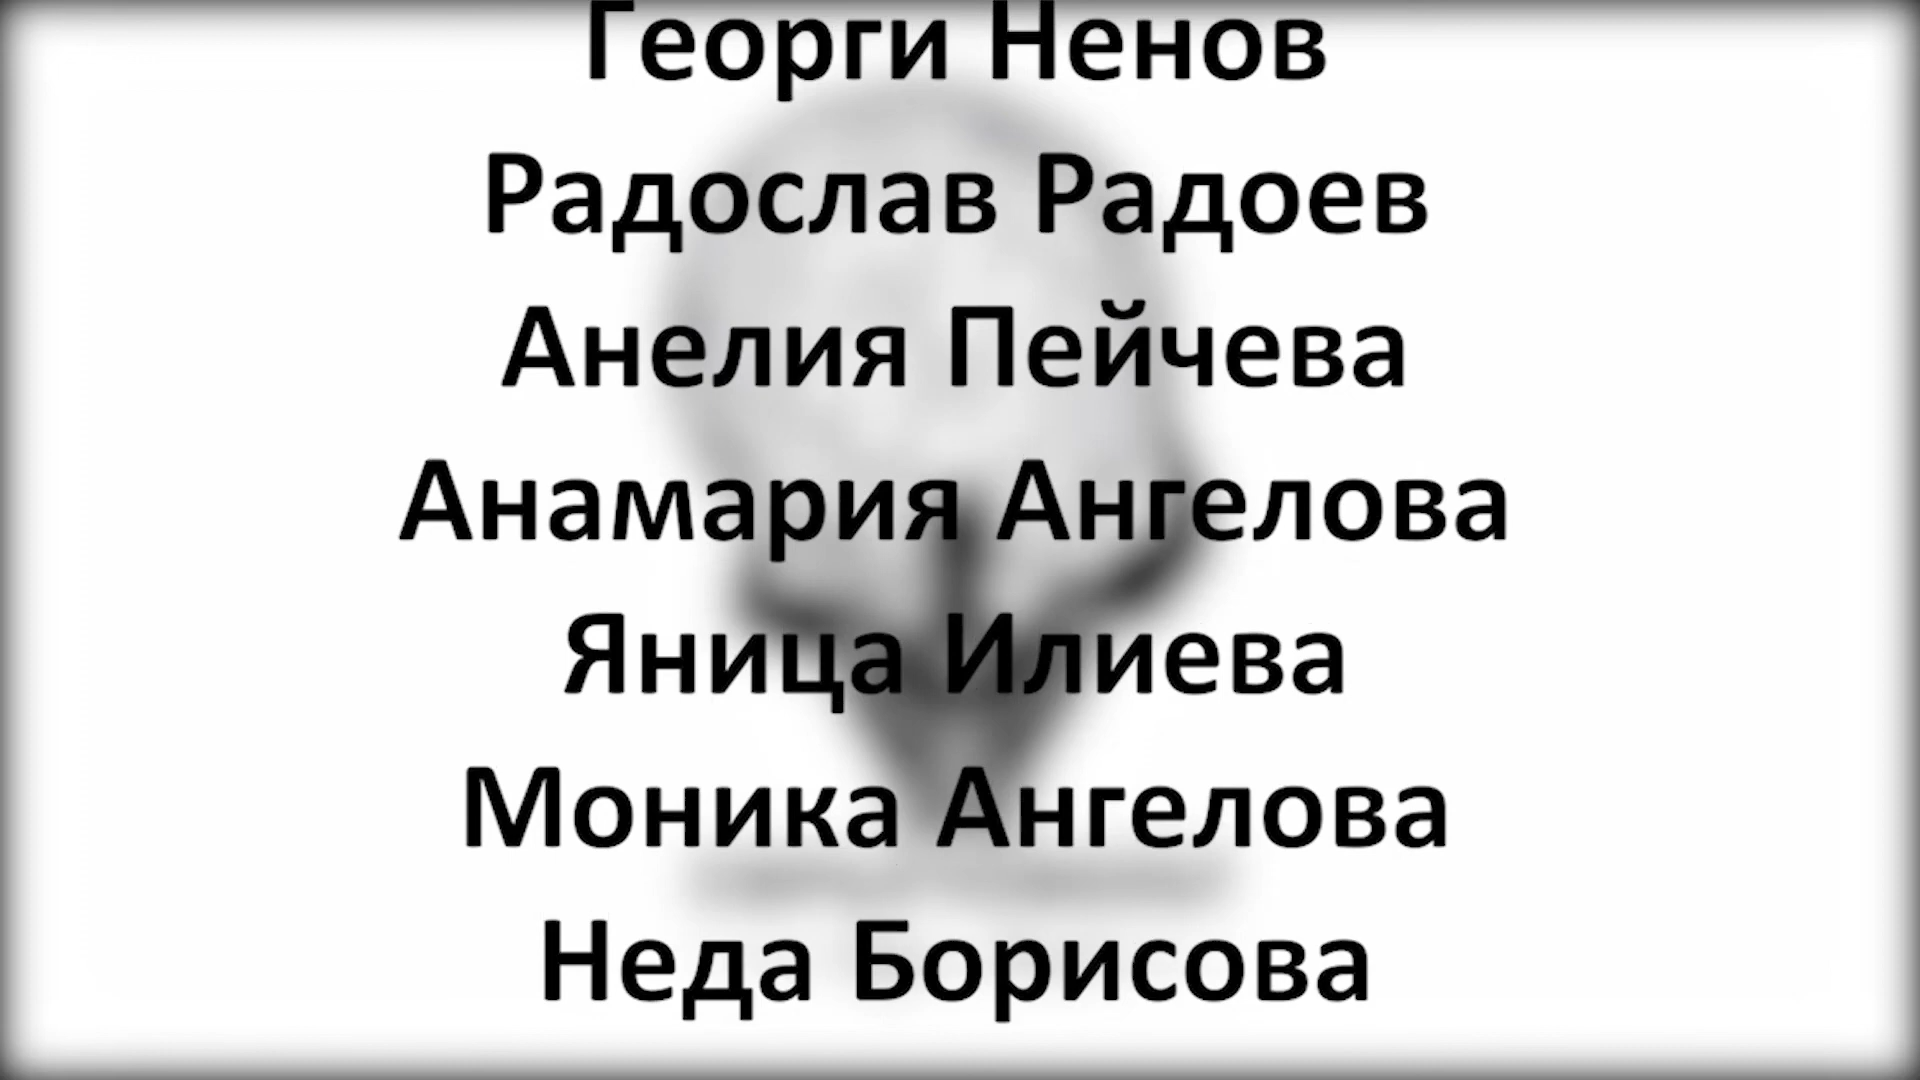 Георги Ненов
Радослав Радоев
Анелия Пейчева
Анамария Ангелова
Яница Илиева
Моника Ангелова
Неда Борисова